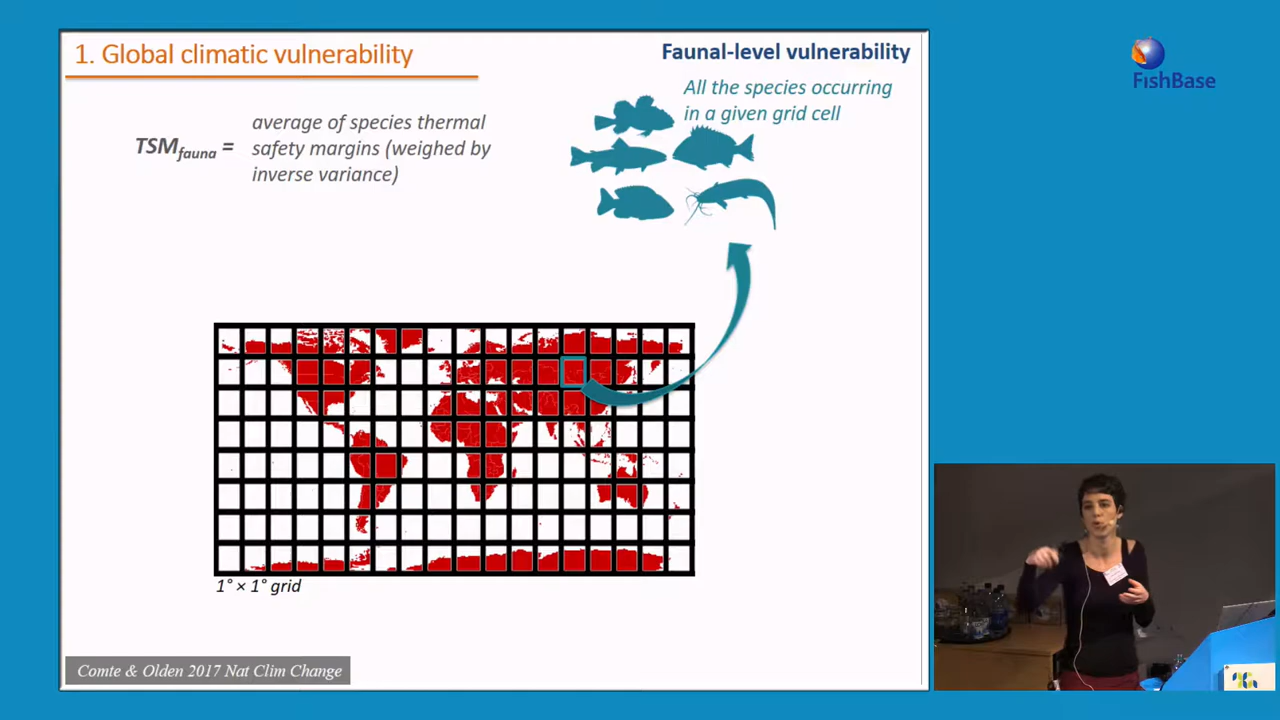 1. Global climatic vulnerability
Faunal-level vulnerability
All the species occurring
in a given grid cell
FishBase
TSMfauna =
average of species thermal
safety margins (weighed by
inverse variance)
1° × 1° grid
Comte & Olden 2017 Nat Clim Change